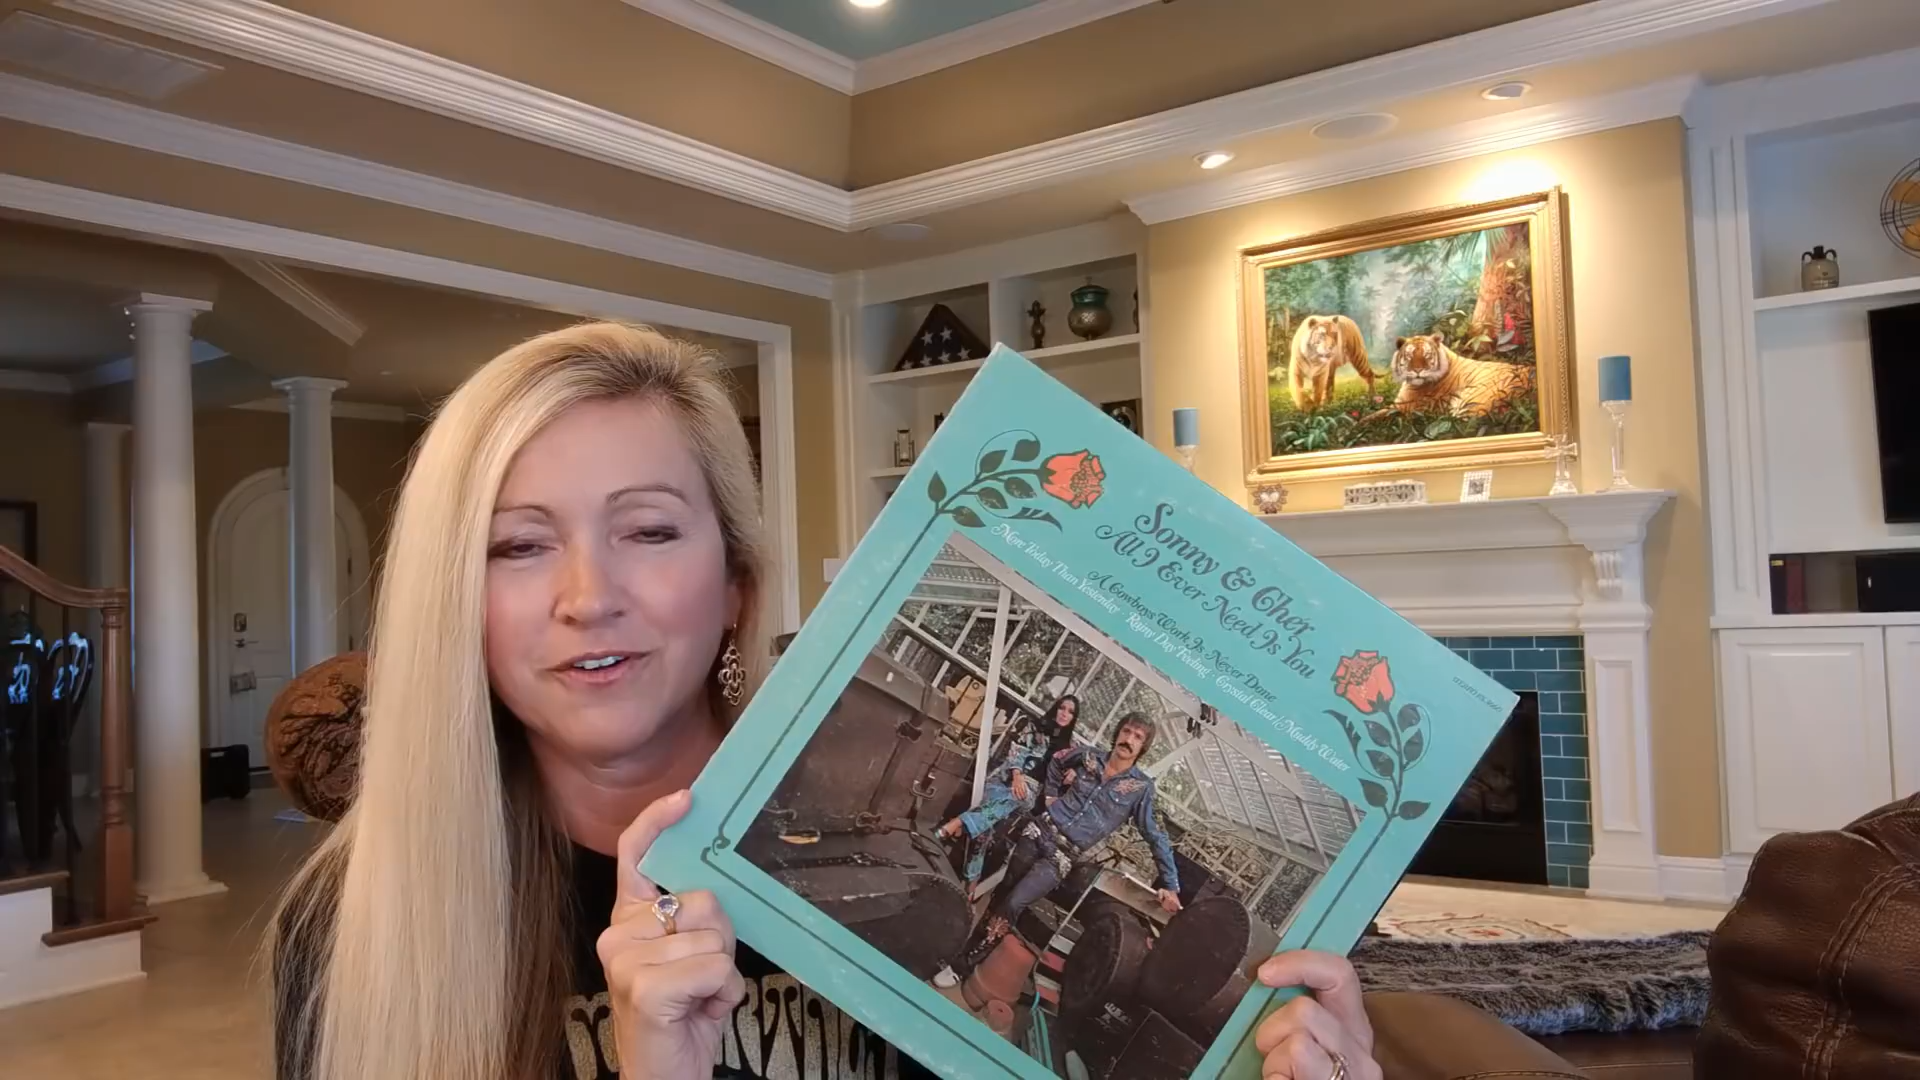 Sonny & Cher
All I Ever Need Is You
A Cowboys Work Is Never Done
More Today Than Yesterday · Rainy Day Feeling · Crystal Clear/Muddy Water